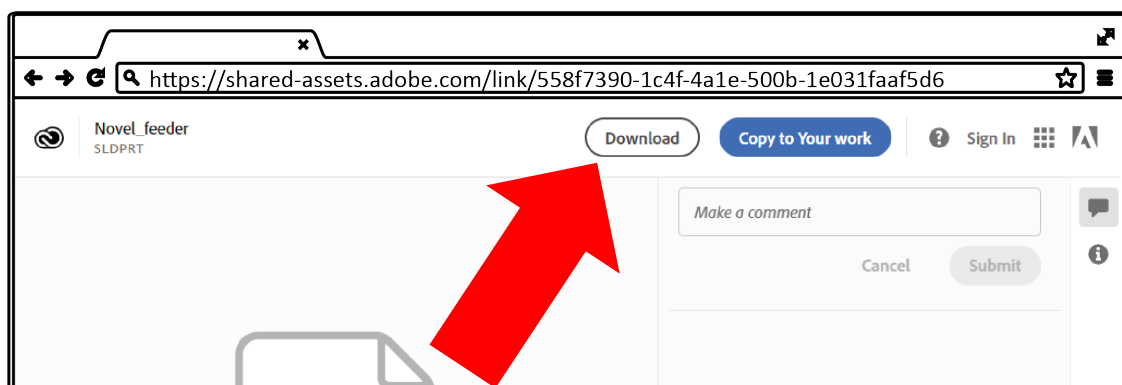 https://shared-assets.adobe.com/link/558f7390-1c4f-4a1e-500b-1e031faaf5d6
Novel_feeder
SLDPRT
Download
Copy to Your work
Sign In
Make a comment
Cancel
Submit